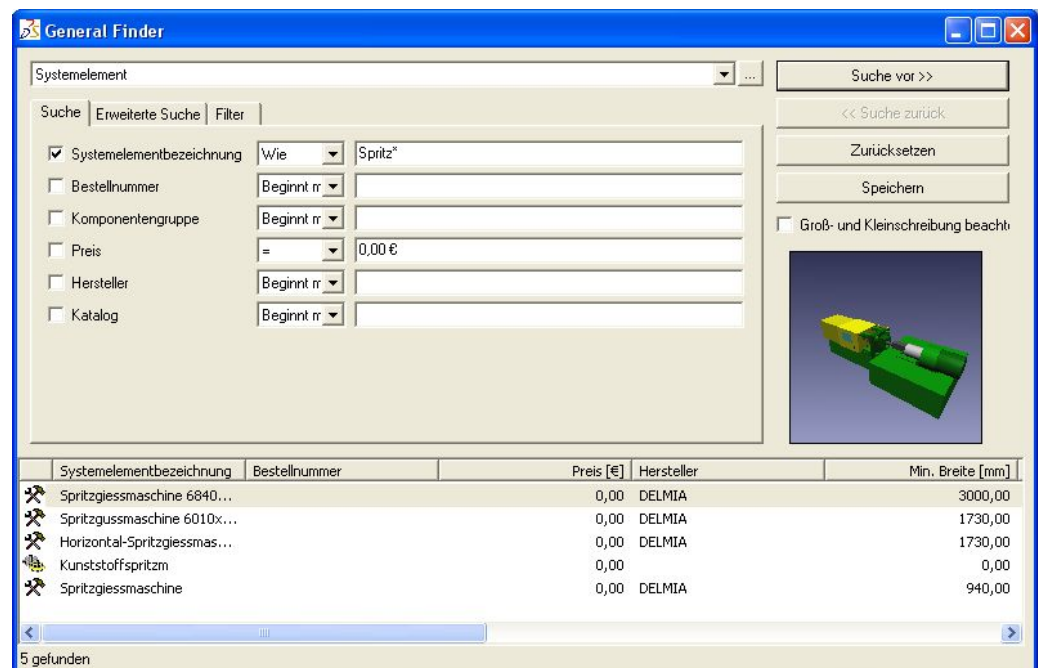 General Finder
Systemelement
...
Suche vor >>
Suche Erweiterte Suche Filter
<< Suche zurück
Systemelementbezeichnung Wie Spritz*
Zurücksetzen
Bestellnummer Beginnt m
Speichern
Komponentengruppe Beginnt m
Groß- und Kleinschreibung beacht
Preis = 0,00 €
Hersteller Beginnt m
Katalog Beginnt m
Systemelementbezeichnung Bestellnummer Preis [€] Hersteller Min. Breite [mm]
Spritzgiessmaschine 6840... 0,00 DELMIA 3000,00
Spritzgussmaschine 6010x... 0,00 DELMIA 1730,00
Horizontal-Spritzgiessmas... 0,00 DELMIA 1730,00
Kunststoffspritzm 0,00 0,00
Spritzgiessmaschine 0,00 DELMIA 940,00
5 gefunden